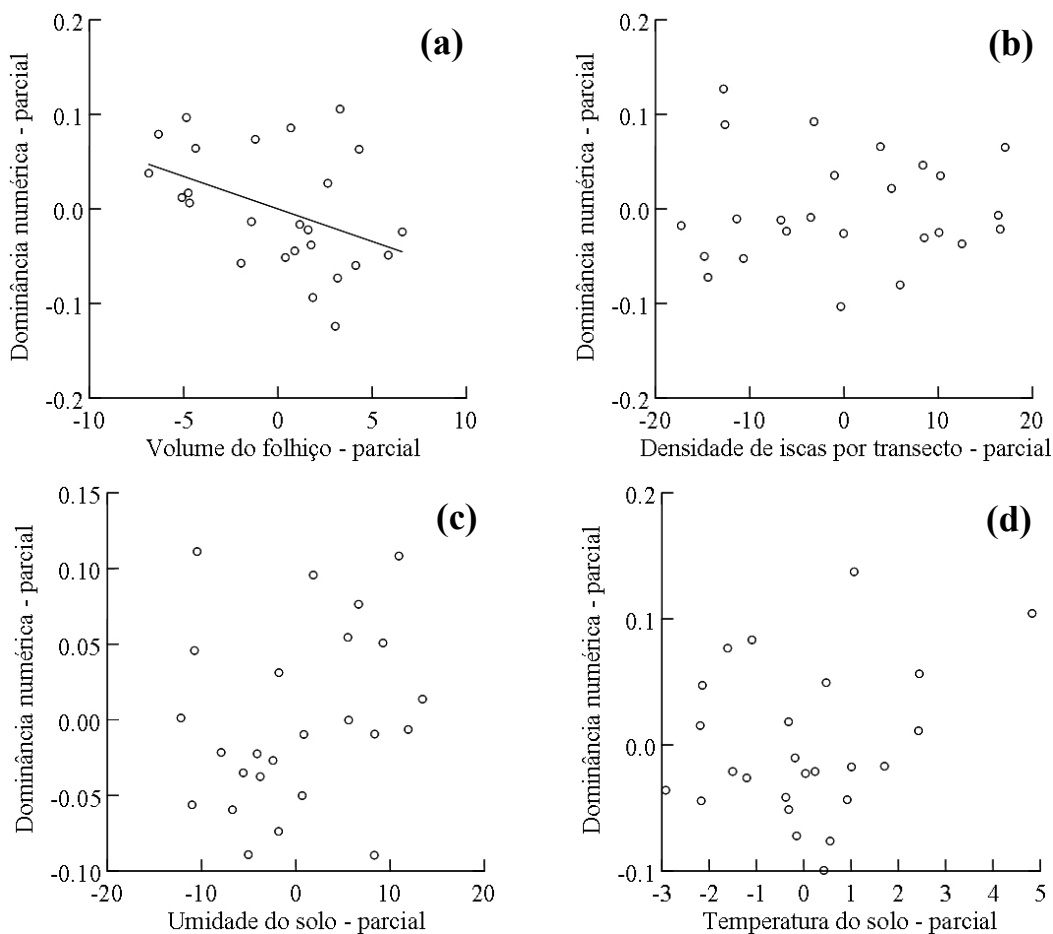 (a)
Dominância numérica - parcial
0.2
0.1
0.0
-0.1
-0.2
-10 -5 0 5 10
Volume do folhiço - parcial
(b)
Dominância numérica - parcial
0.2
0.1
0.0
-0.1
-0.2
-20 -10 0 10 20
Densidade de iscas por transecto - parcial
(c)
Dominância numérica - parcial
0.15
0.10
0.05
0.00
-0.05
-0.10
-20 -10 0 10 20
Umidade do solo - parcial
(d)
Dominância numérica - parcial
0.2
0.1
0.0
-0.1
-3 -2 -1 0 1 2 3 4 5
Temperatura do solo - parcial